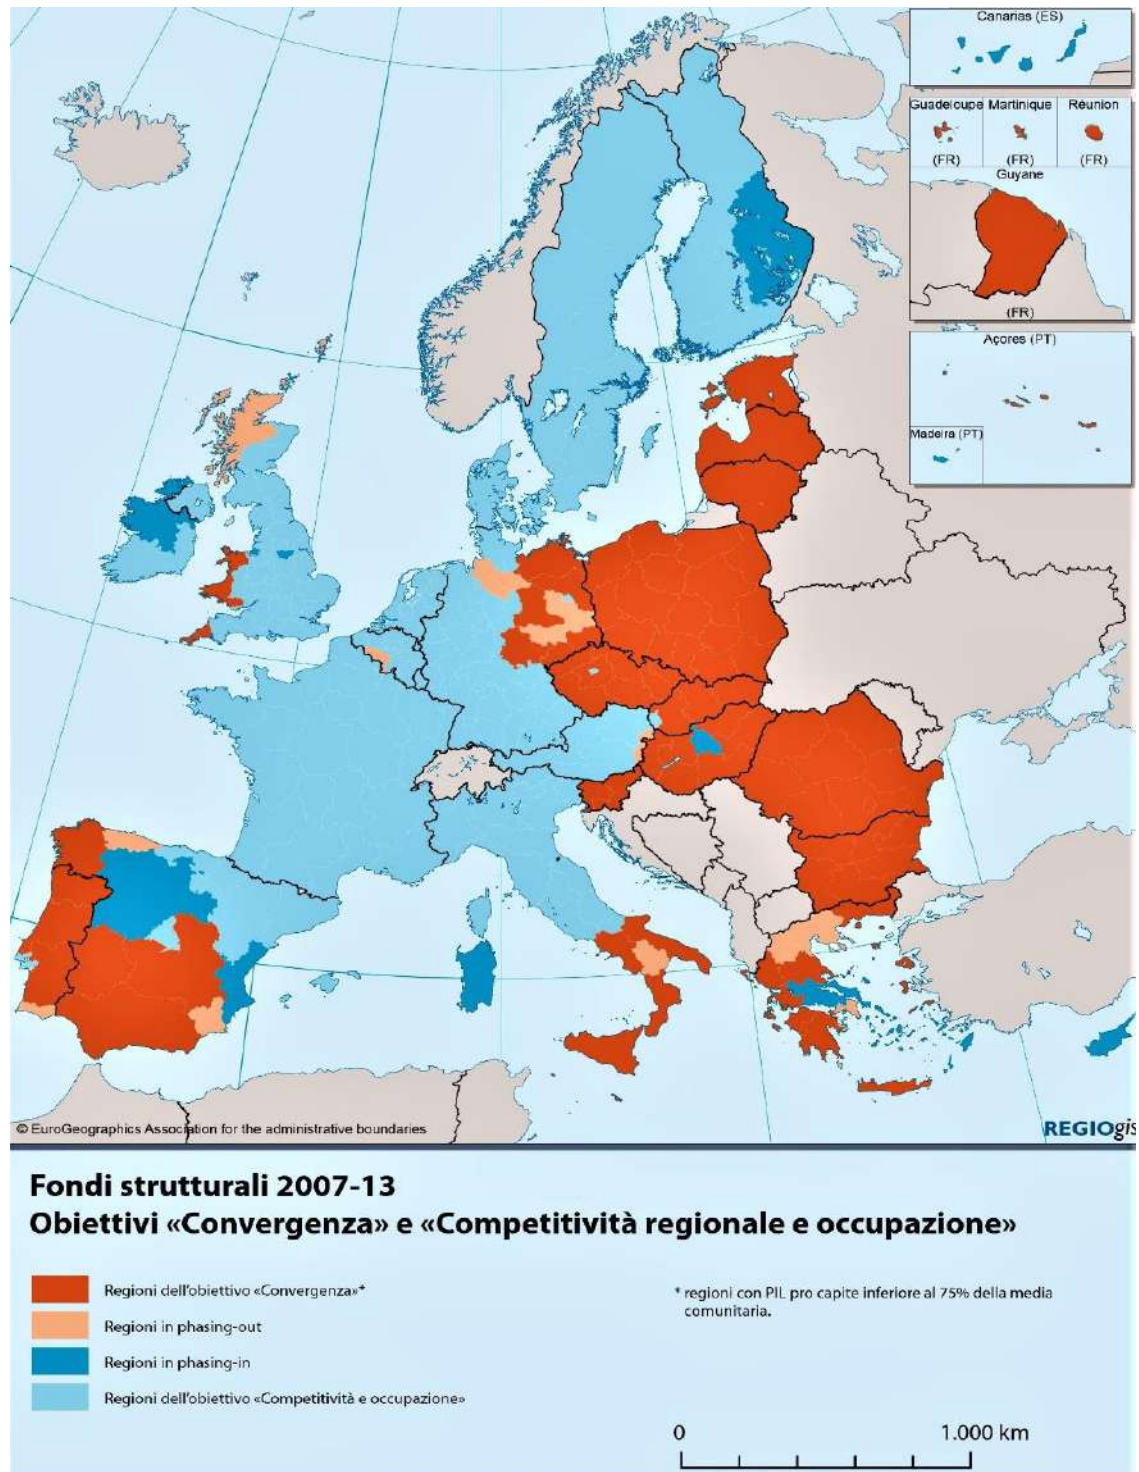 Canarias (ES)
Guadeloupe Martinique Réunion
(FR) (FR) (FR)
Guyane
(FR)
Açores (PT)
Madeira (PT)
© EuroGeographics Association for the administrative boundaries
REGIOgis
Fondi strutturali 2007-13
Obiettivi «Convergenza» e «Competitività regionale e occupazione»
Regioni dell'obiettivo «Convergenza»*
Regioni in phasing-out
Regioni in phasing-in
Regioni dell'obiettivo «Competitività e occupazione»
* regioni con PIL pro capite inferiore al 75% della media
comunitaria.
0 1.000 km